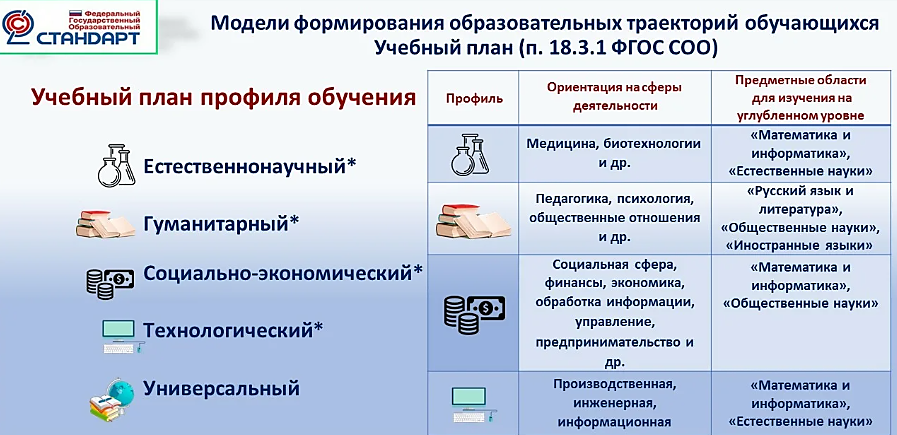 Федеральный
Государственный
Образовательный
СТАНДАРТ
Модели формирования образовательных траекторий обучающихся
Учебный план (п. 18.3.1 ФГОС СОО)
Учебный план профиля обучения
Естественнонаучный*
Гуманитарный*
Социально-экономический*
Технологический*
Универсальный
Профиль
Ориентация на сферы
деятельности
Предметные области
для изучения на
углубленном уровне
Медицина, биотехнологии
и др.
«Математика и
информатика»,
«Естественные науки»
Педагогика, психология,
общественные отношения
и др.
«Русский язык и
литература»,
«Общественные науки»,
«Иностранные языки»
Социальная сфера,
финансы, экономика,
обработка информации,
управление,
предпринимательство и
др.
«Математика и
информатика»,
«Общественные науки»
Производственная,
инженерная,
информационная
«Математика и
информатика»,
«Естественные науки»